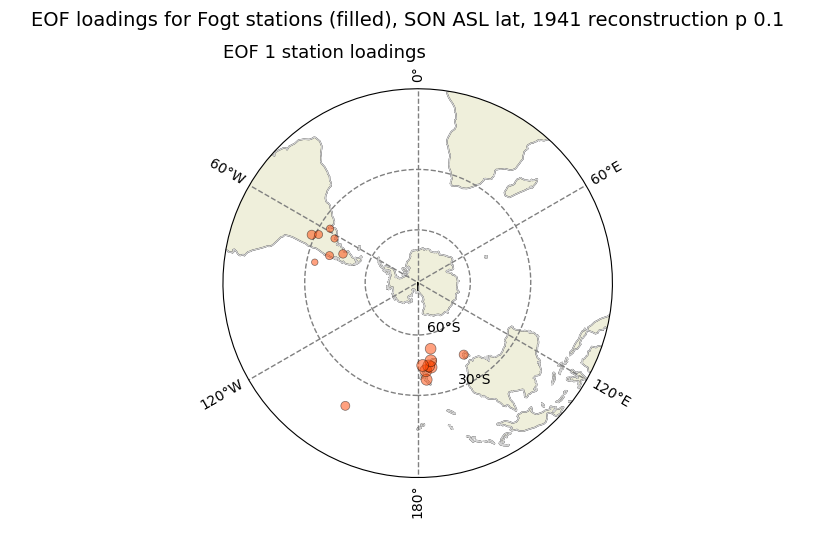 EOF loadings for Fogt stations (filled), SON ASL lat, 1941 reconstruction p 0.1
EOF 1 station loadings
0°
60°W
60°E
60°S
30°S
120°W
120°E
180°